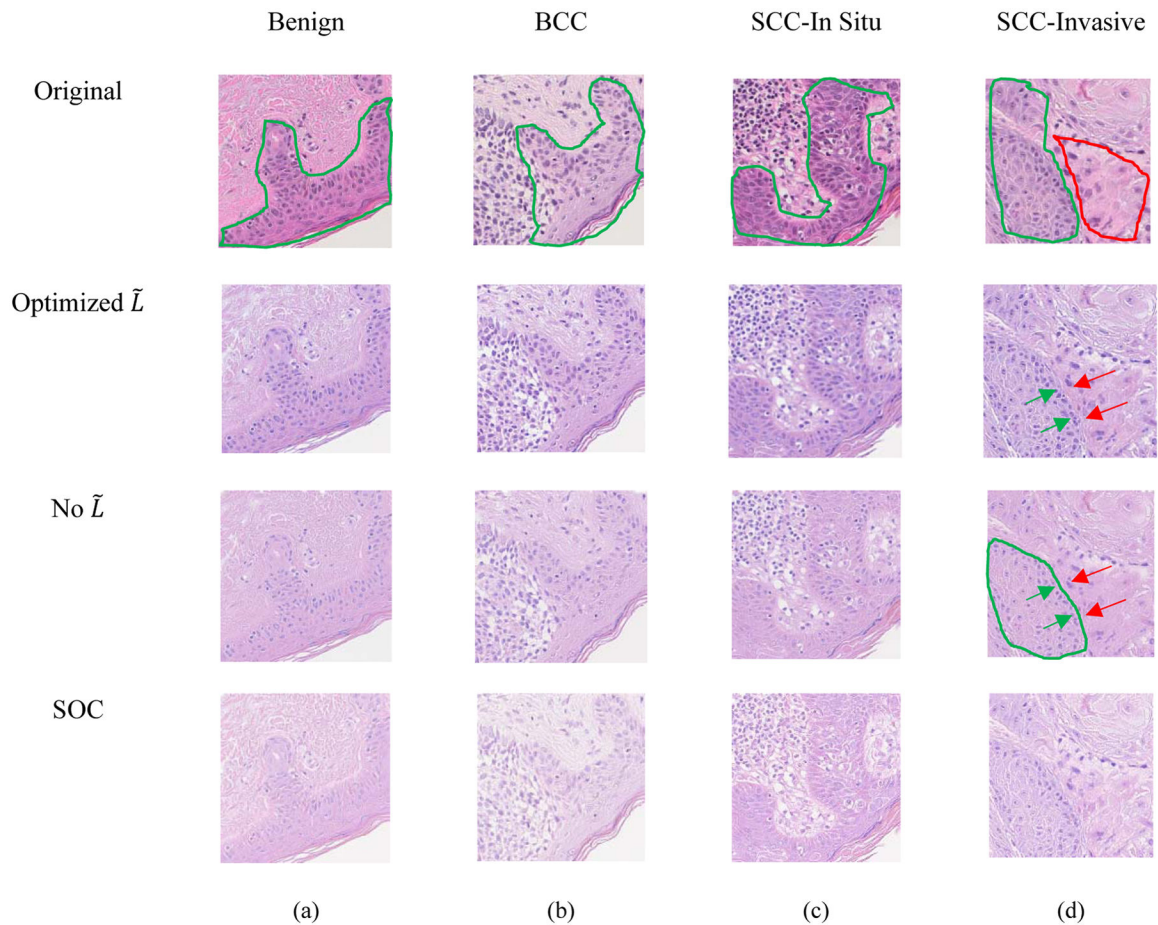 Benign BCC SCC-In Situ SCC-Invasive
Original
Optimized L̃
No L̃
SOC
(a) (b) (c) (d)